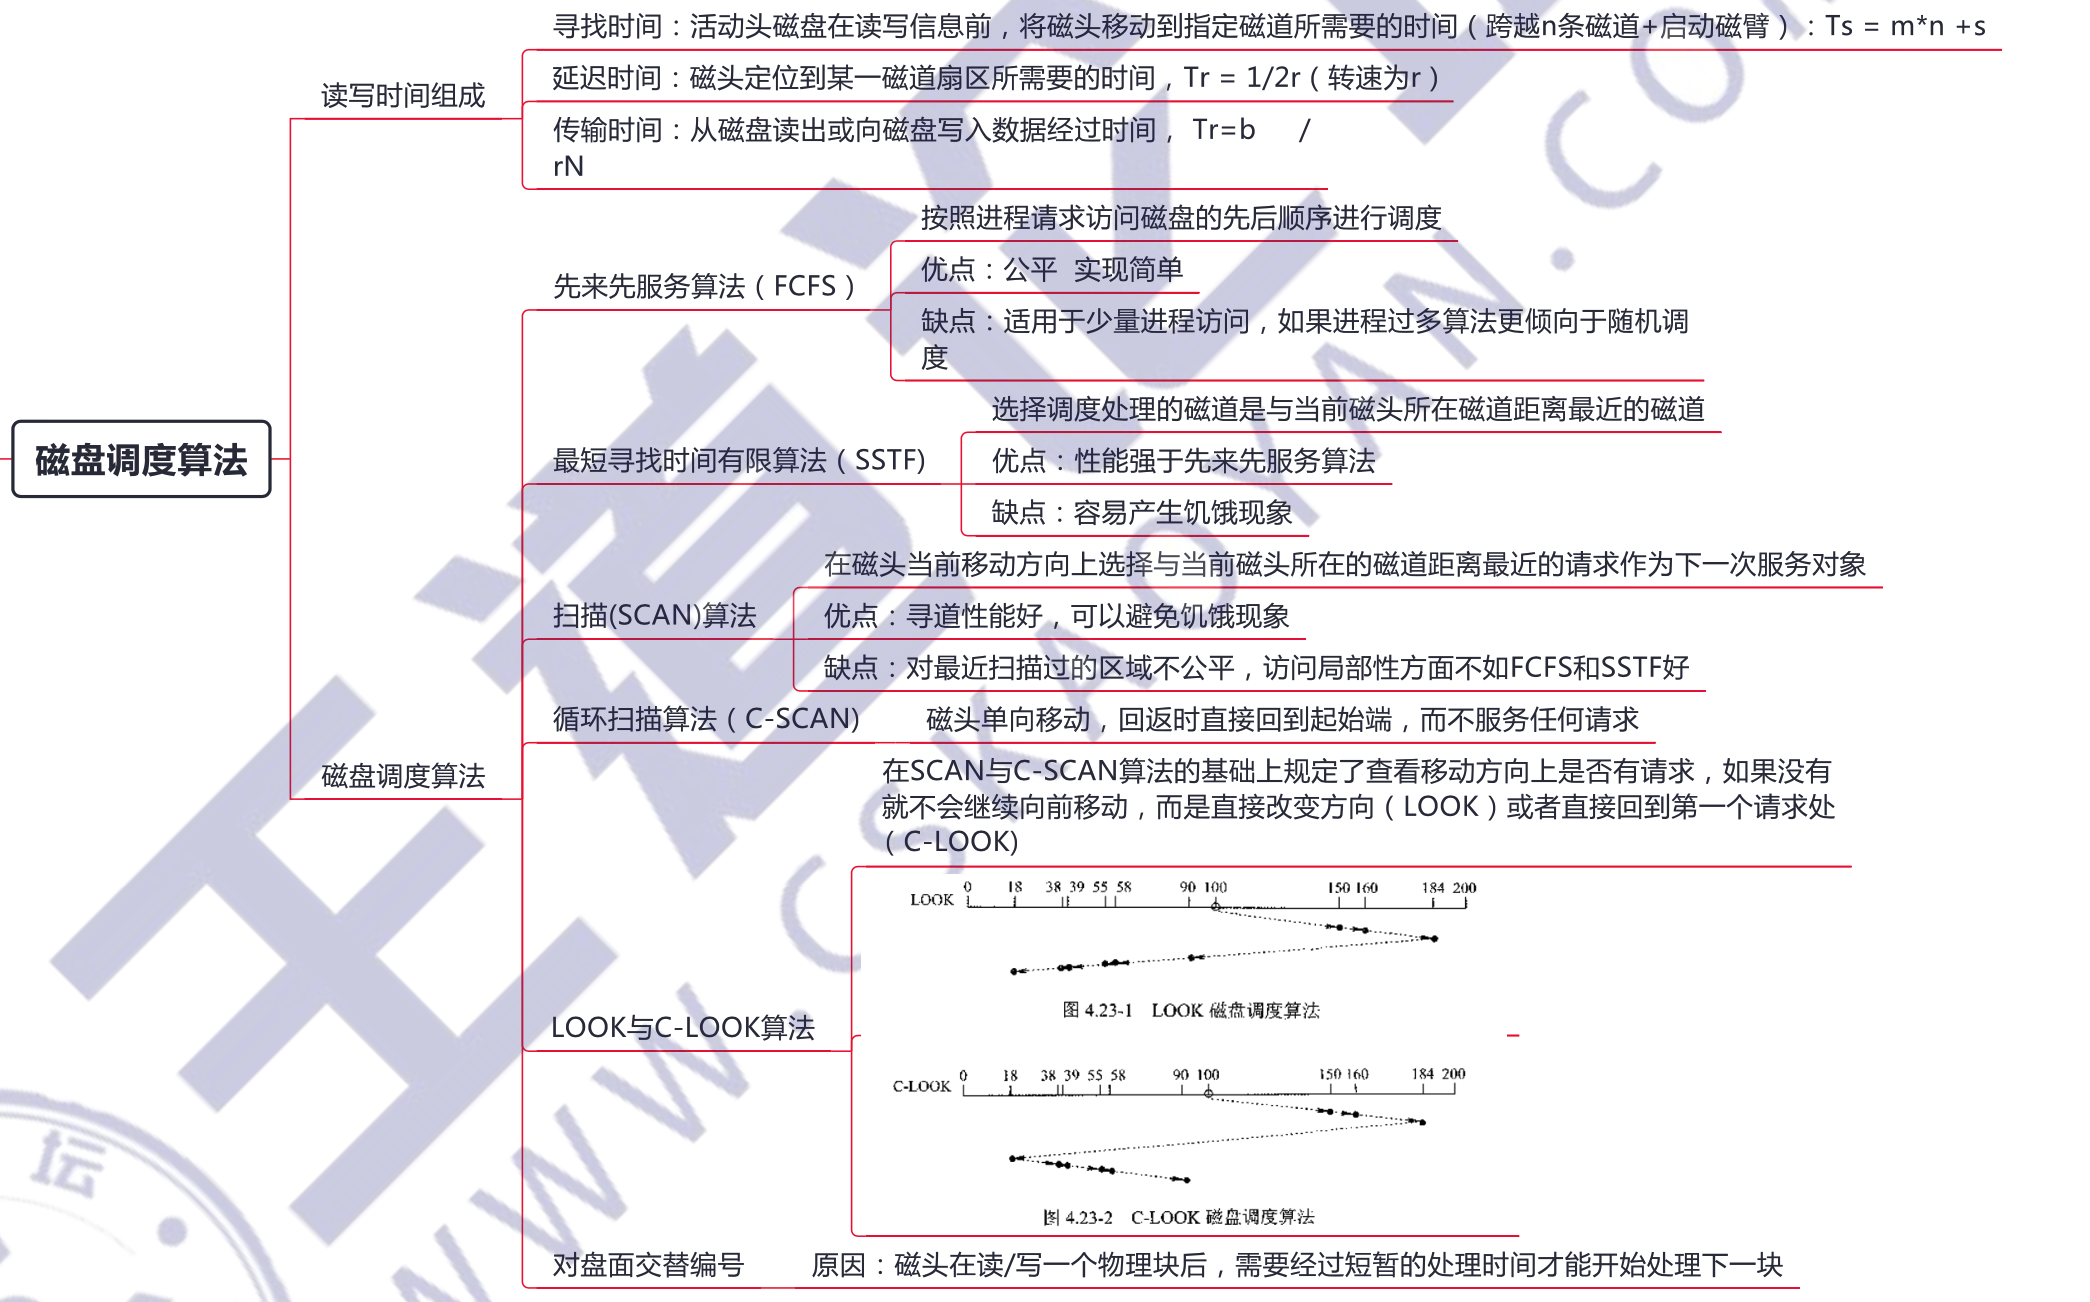 寻找时间：活动头磁盘在读写信息前，将磁头移动到指定磁道所需要的时间（跨越n条磁道+启动磁臂）：Ts = m*n +s
读写时间组成
延迟时间：磁头定位到某一磁道扇区所需要的时间，Tr = 1/2r（转速为r）
传输时间：从磁盘读出或向磁盘写入数据经过时间， Tr=b /
rN
按照进程请求访问磁盘的先后顺序进行调度
先来先服务算法（FCFS）
优点：公平 实现简单
缺点：适用于少量进程访问，如果进程过多算法更倾向于随机调
度
选择调度处理的磁道是与当前磁头所在磁道距离最近的磁道
磁盘调度算法
最短寻找时间有限算法（SSTF)
优点：性能强于先来先服务算法
缺点：容易产生饥饿现象
在磁头当前移动方向上选择与当前磁头所在的磁道距离最近的请求作为下一次服务对象
扫描(SCAN)算法
优点：寻道性能好，可以避免饥饿现象
缺点：对最近扫描过的区域不公平，访问局部性方面不如FCFS和SSTF好
循环扫描算法（C-SCAN)
磁头单向移动，回返时直接回到起始端，而不服务任何请求
磁盘调度算法
在SCAN与C-SCAN算法的基础上规定了查看移动方向上是否有请求，如果没有
就不会继续向前移动，而是直接改变方向（LOOK）或者直接回到第一个请求处
（C-LOOK)
0 18 38 39 55 58 90 100 150 160 184 200
LOOK
图 4.23-1 LOOK 磁盘调度算法
LOOK与C-LOOK算法
0 18 38 39 55 58 90 100 150 160 184 200
C-LOOK
图 4.23-2 C-LOOK 磁盘调度算法
对盘面交替编号
原因：磁头在读/写一个物理块后，需要经过短暂的处理时间才能开始处理下一块
王道论
WWW.CSKAOYAN.COM
坛